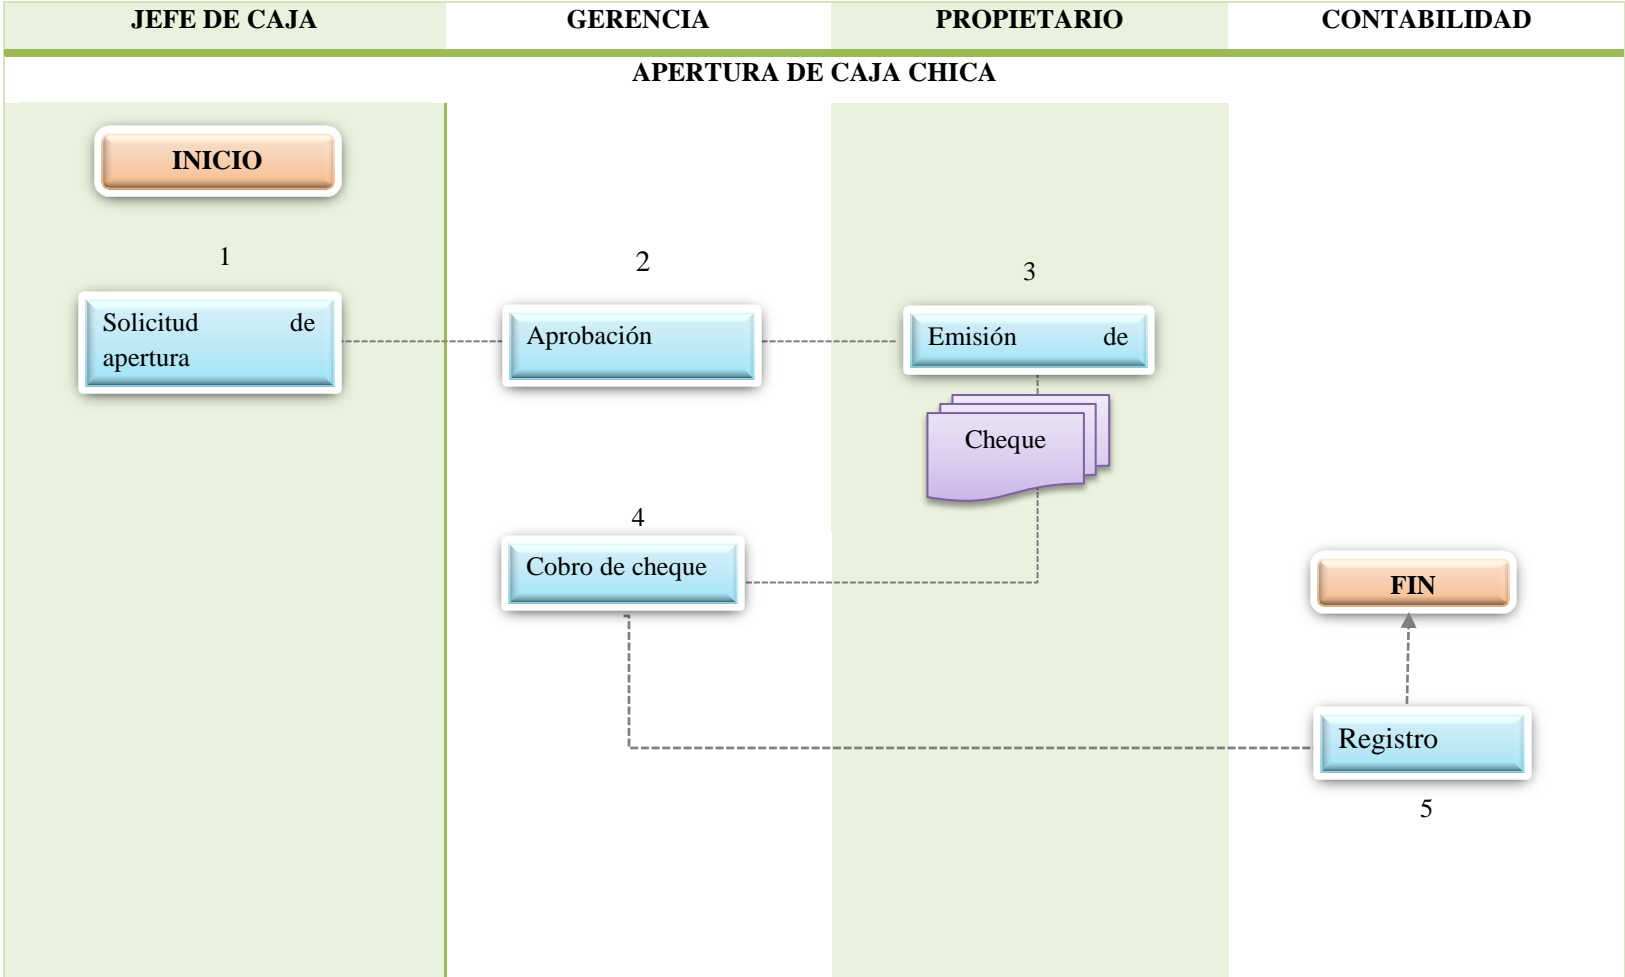 JEFE DE CAJA
GERENCIA
PROPIETARIO
CONTABILIDAD
APERTURA DE CAJA CHICA
INICIO
1
2
3
Solicitud de
apertura
Aprobación
Emisión de
Cheque
4
Cobro de cheque
FIN
Registro
5